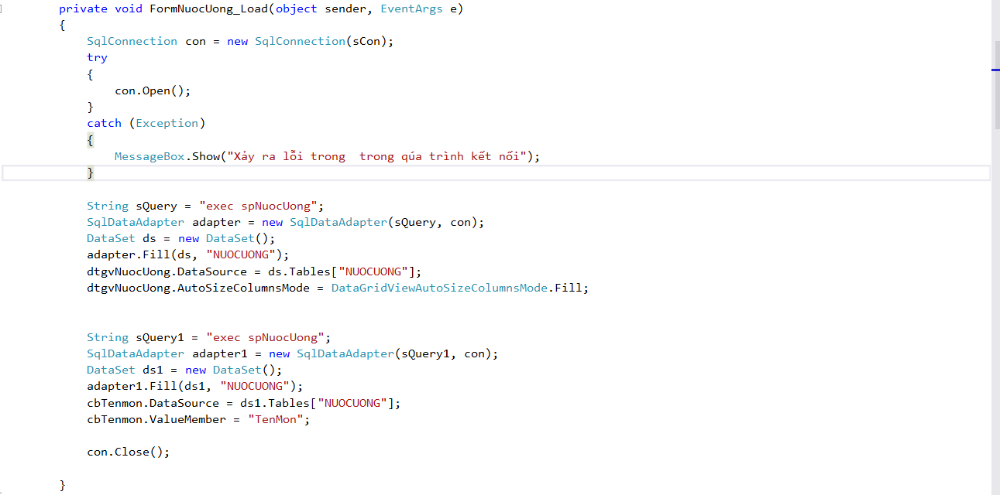 private void FormNuocUong_Load(object sender, EventArgs e)
{
SqlConnection con = new SqlConnection(sCon);
try
{
con.Open();
}
catch (Exception)
{
MessageBox.Show("Xảy ra lỗi trong  trong qúa trình kết nối");
}
String sQuery = "exec spNuocUong";
SqlDataAdapter adapter = new SqlDataAdapter(sQuery, con);
DataSet ds = new DataSet();
adapter.Fill(ds, "NUOCUONG");
dtgvNuocUong.DataSource = ds.Tables["NUOCUONG"];
dtgvNuocUong.AutoSizeColumnsMode = DataGridViewAutoSizeColumnsMode.Fill;
String sQuery1 = "exec spNuocUong";
SqlDataAdapter adapter1 = new SqlDataAdapter(sQuery1, con);
DataSet ds1 = new DataSet();
adapter1.Fill(ds1, "NUOCUONG");
cbTenmon.DataSource = ds1.Tables["NUOCUONG"];
cbTenmon.ValueMember = "TenMon";
con.Close();
}